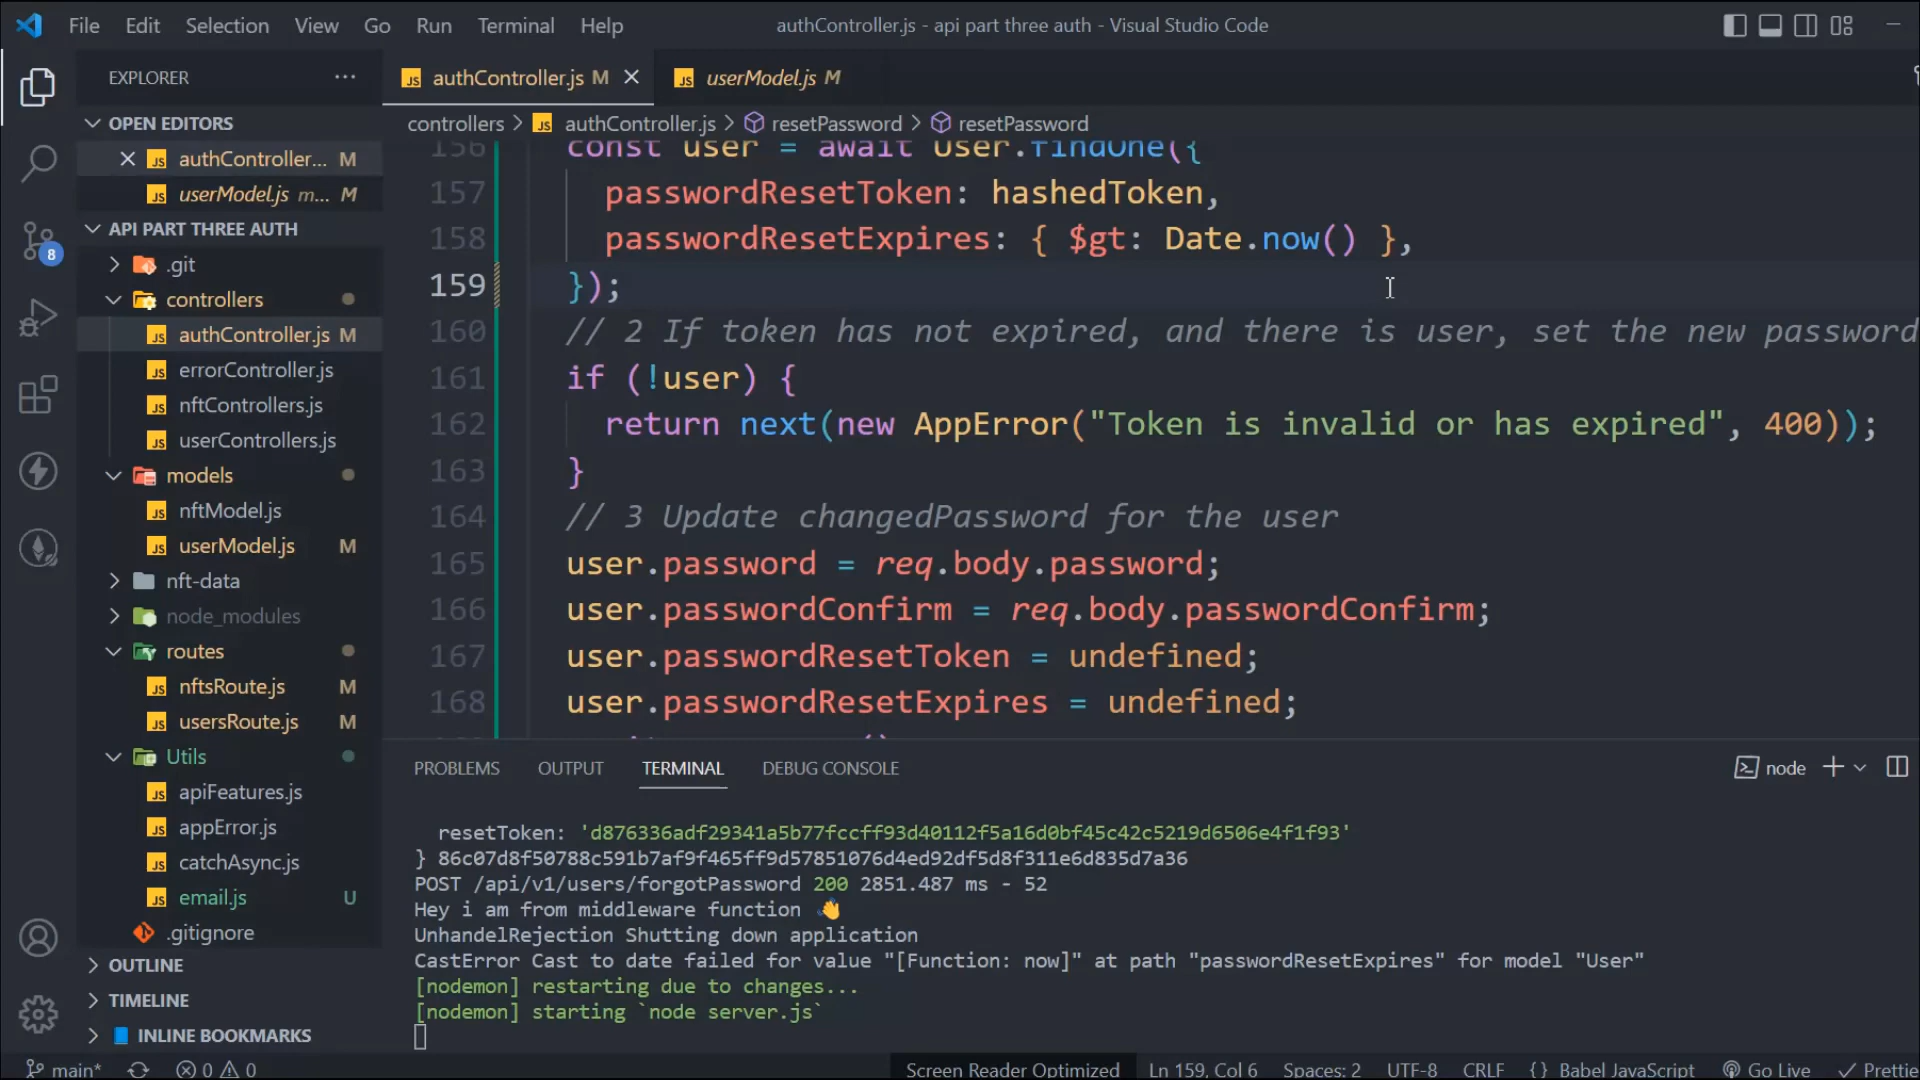 File Edit Selection View Go Run Terminal Help
authController.js - api part three auth - Visual Studio Code
EXPLORER
OPEN EDITORS
authController... M
userModel.js m... M
API PART THREE AUTH
.git
controllers
authController.js M
errorController.js
nftControllers.js
userControllers.js
models
nftModel.js
userModel.js M
nft-data
node_modules
routes
nftsRoute.js M
usersRoute.js M
Utils
apiFeatures.js
appError.js
catchAsync.js
email.js U
.gitignore
OUTLINE
TIMELINE
INLINE BOOKMARKS
8
authController.js M
userModel.js M
controllers > authController.js > resetPassword > resetPassword
156 const user = await User.findOne({
157 passwordResetToken: hashedToken,
158 passwordResetExpires: { $gt: Date.now() },
159 });
160 // 2 If token has not expired, and there is user, set the new password
161 if (!user) {
162 return next(new AppError("Token is invalid or has expired", 400));
163 }
164 // 3 Update changedPassword for the user
165 user.password = req.body.password;
166 user.passwordConfirm = req.body.passwordConfirm;
167 user.passwordResetToken = undefined;
168 user.passwordResetExpires = undefined;
PROBLEMS OUTPUT TERMINAL DEBUG CONSOLE
node
resetToken: 'd876336adf29341a5b77fccff93d40112f5a16d0bf45c42c5219d6506e4f1f93'
} 86c07d8f50788c591b7af9f465ff9d57851076d4ed92df5d8f311e6d835d7a36
POST /api/v1/users/forgotPassword 200 2851.487 ms - 52
Hey i am from middleware function 👋
UnhandelRejection Shutting down application
CastError Cast to date failed for value "[Function: now]" at path "passwordResetExpires" for model "User"
[nodemon] restarting due to changes...
[nodemon] starting `node server.js`
main* 0 0 Screen Reader Optimized Ln 159, Col 6 Spaces: 2 UTF-8 CRLF {} Babel JavaScript Go Live Prettie